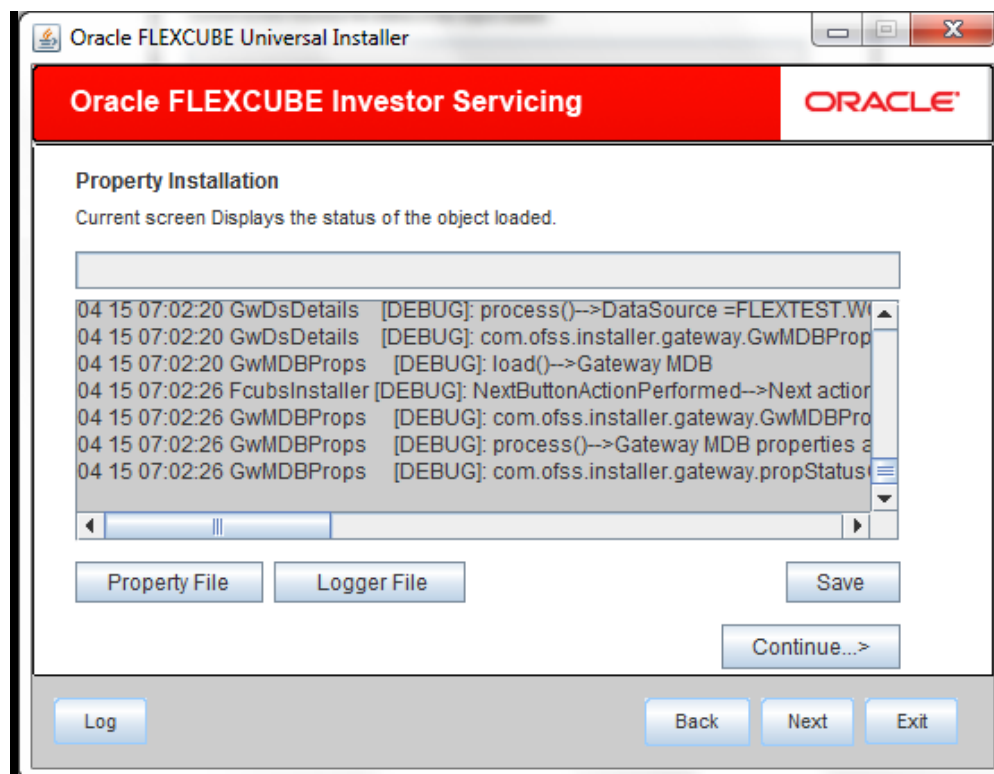 Oracle FLEXCUBE Universal Installer
Oracle FLEXCUBE Investor Servicing
ORACLE
Property Installation
Current screen Displays the status of the object loaded.
04 15 07:02:20 GwDsDetails [DEBUG]: process()-->DataSource =FLEXTEST.W
04 15 07:02:20 GwDsDetails [DEBUG]: com.ofss.installer.gateway.GwMDBProp
04 15 07:02:20 GwMDBProps [DEBUG]: load()-->Gateway MDB
04 15 07:02:26 FcubsInstaller [DEBUG]: NextButtonActionPerformed-->Next action
04 15 07:02:26 GwMDBProps [DEBUG]: com.ofss.installer.gateway.GwMDBPro
04 15 07:02:26 GwMDBProps [DEBUG]: process()-->Gateway MDB properties a
04 15 07:02:26 GwMDBProps [DEBUG]: com.ofss.installer.gateway.propStatus
Property File Logger File Save
Continue...>
Log Back Next Exit